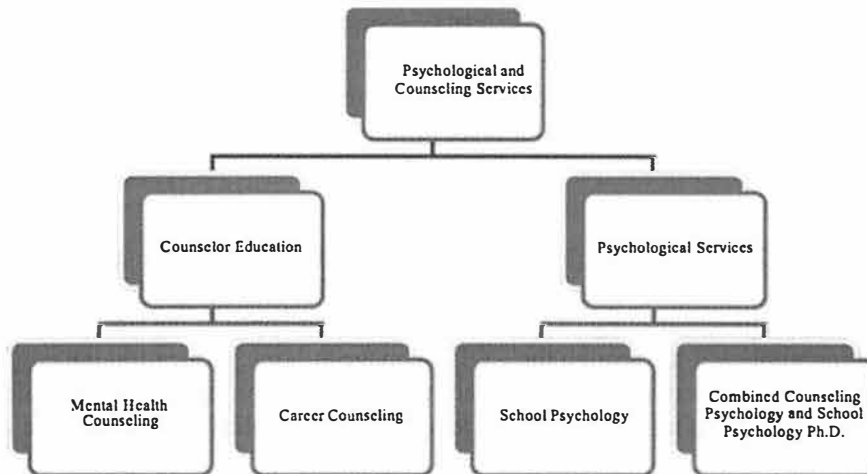 Psychological and
Counseling Services
Counselor Education
Psychological Services
Mental Health
Counseling
Career Counseling
School Psychology
Combined Counseling
Psychology and School
Psychology Ph.D.